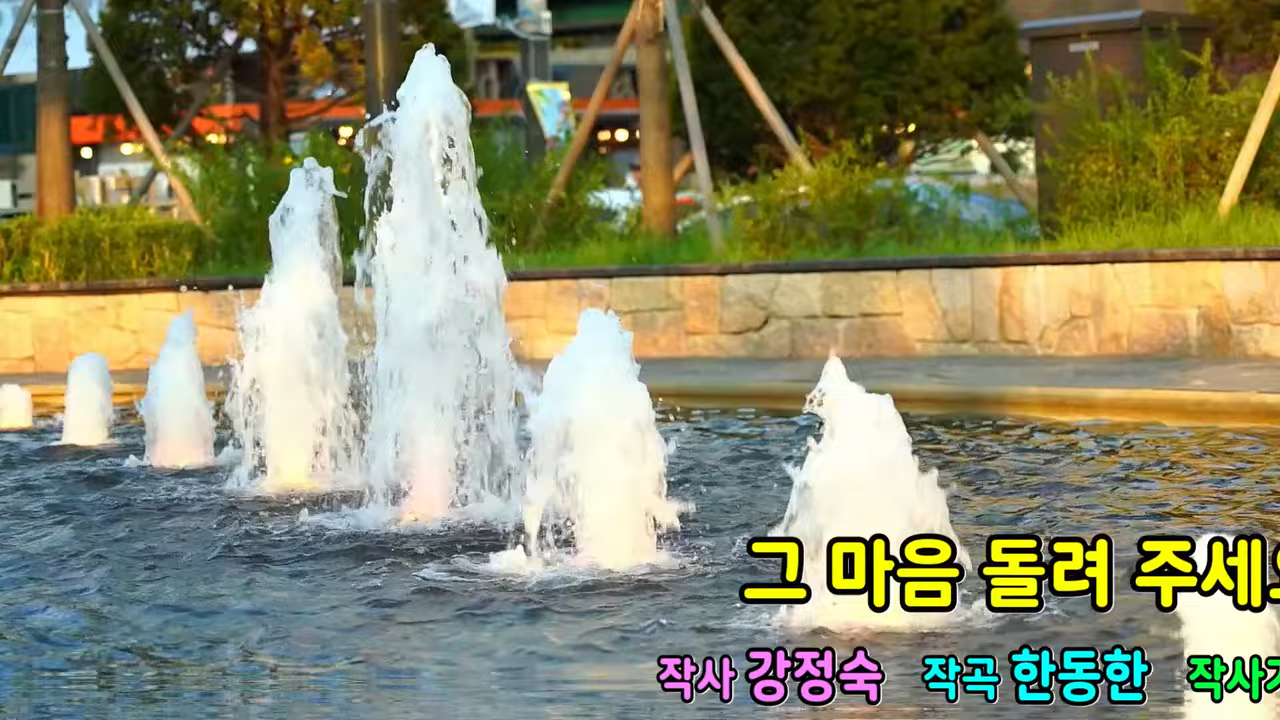 그 마음 돌려 주세
작사 강정숙 작곡 한동한 작사